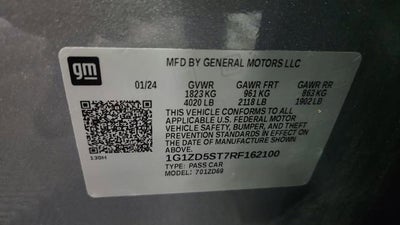 gm
MFD BY GENERAL MOTORS LLC
01/24 GVWR GAWR FRT GAWR RR
1823 KG 961 KG 863 KG
4020 LB 2118 LB 1902 LB
THIS VEHICLE CONFORMS TO ALL
APPLICABLE U.S. FEDERAL MOTOR
VEHICLE SAFETY, BUMPER, AND THEFT
PREVENTION STANDARDS IN EFFECT ON
THE DATE OF MANUFACTURE SHOWN
ABOVE.
1G1ZD5ST7RF162100
TYPE: PASS CAR
MODEL: 701ZD69
139H